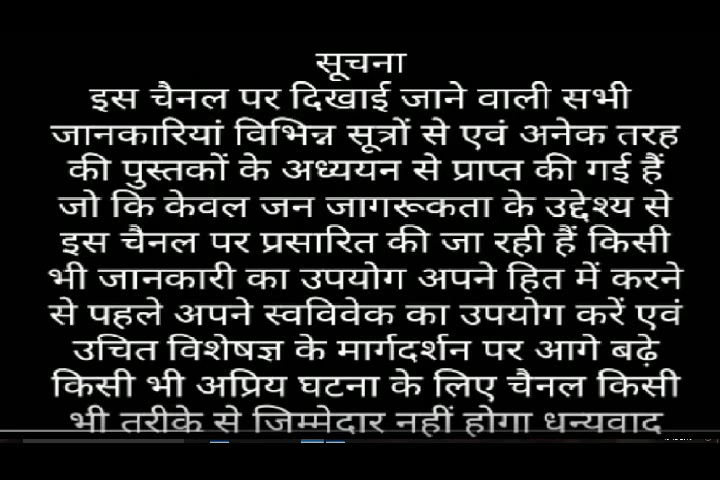 सूचना
इस चैनल पर दिखाई जाने वाली सभी
जानकारियां विभिन्न सूत्रों से एवं अनेक तरह
की पुस्तकों के अध्ययन से प्राप्त की गई हैं
जो कि केवल जन जागरूकता के उद्देश्य से
इस चैनल पर प्रसारित की जा रही हैं किसी
भी जानकारी का उपयोग अपने हित में करने
से पहले अपने स्वविवेक का उपयोग करें एवं
उचित विशेषज्ञ के मार्गदर्शन पर आगे बढ़े
किसी भी अप्रिय घटना के लिए चैनल किसी
भी तरीके से जिम्मेदार नहीं होगा धन्यवाद